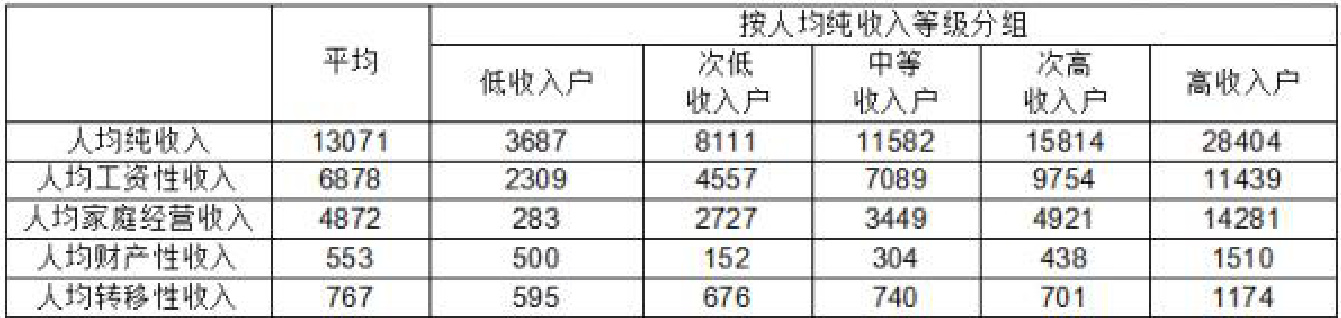 按人均纯收入等级分组
平均 低收入户 次低收入户 中等收入户 次高收入户 高收入户
人均纯收入 13071 3687 8111 11582 15814 28404
人均工资性收入 6878 2309 4557 7089 9754 11439
人均家庭经营收入 4872 283 2727 3449 4921 14281
人均财产性收入 553 500 152 304 438 1510
人均转移性收入 767 595 676 740 701 1174